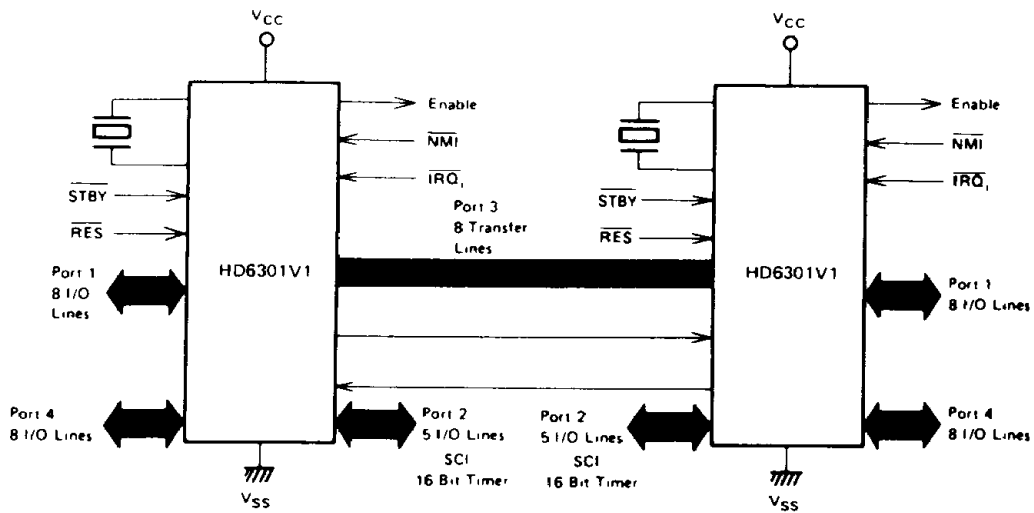 VCC
VCC
Enable
NMI
IRQ1
STBY
RES
Port 3
8 Transfer
Lines
HD6301V1
Port 1
8 I/O
Lines
Port 4
8 I/O Lines
Port 2
5 I/O Lines
SCI
16 Bit Timer
VSS
Enable
NMI
IRQ1
STBY
RES
HD6301V1
Port 1
8 I/O Lines
Port 2
5 I/O Lines
SCI
16 Bit Timer
Port 4
8 I/O Lines
VSS